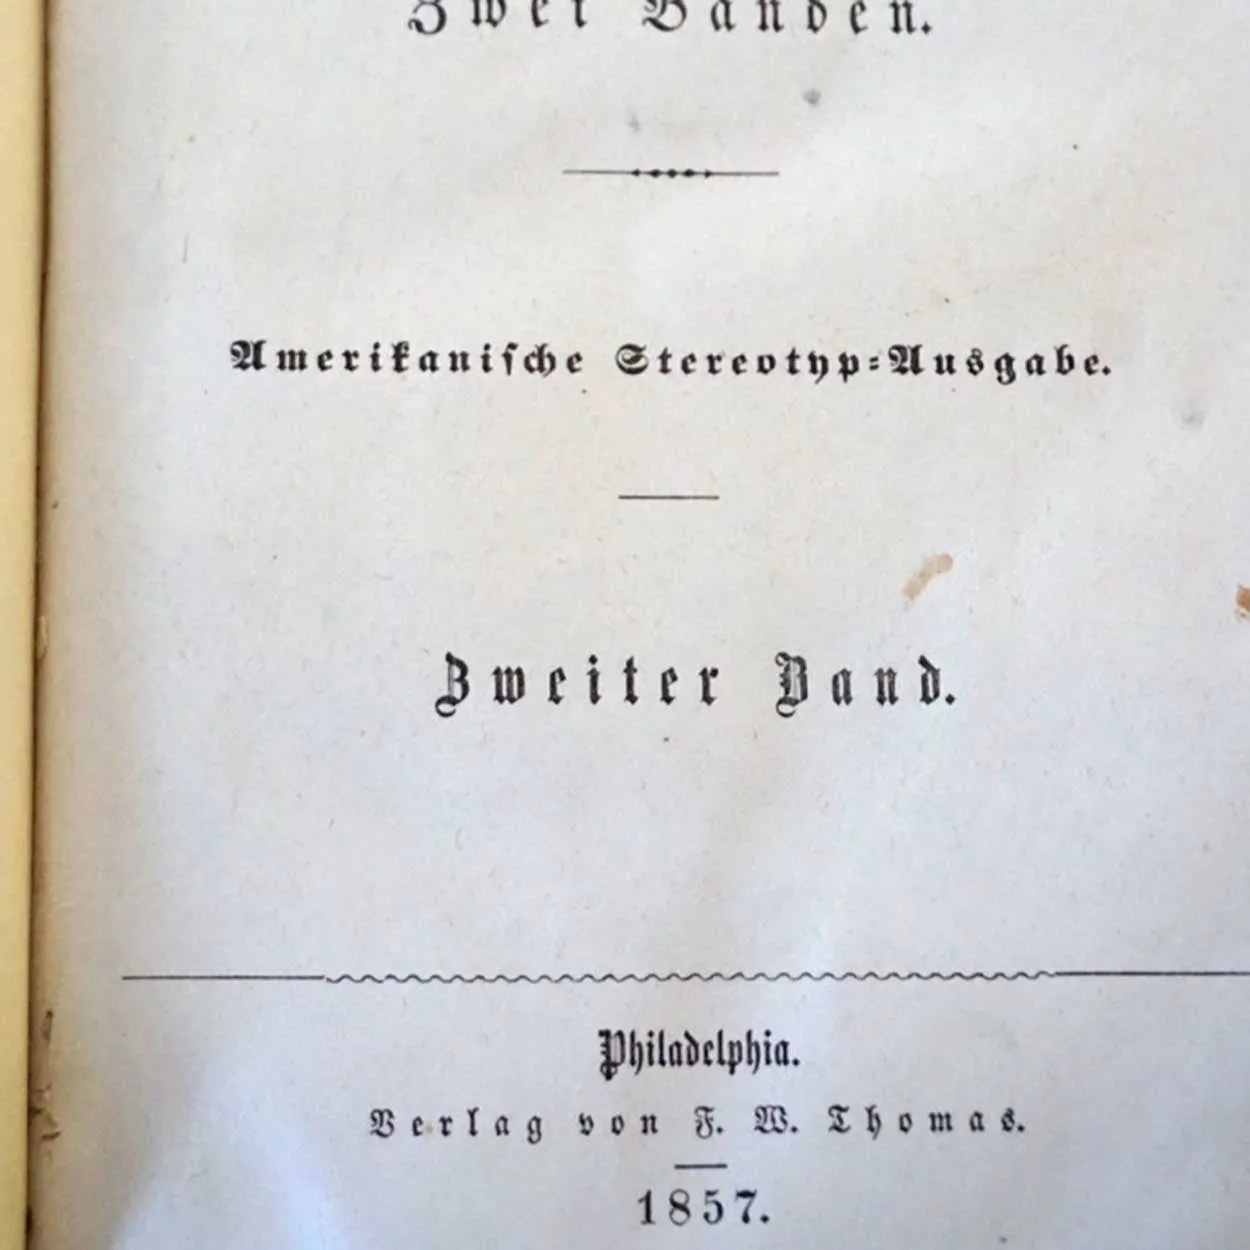 Zwei Bänden.
Amerikanische Stereotyp-Ausgabe.
Zweiter Band.
Philadelphia.
Verlag von F. W. Thomas.
1857.